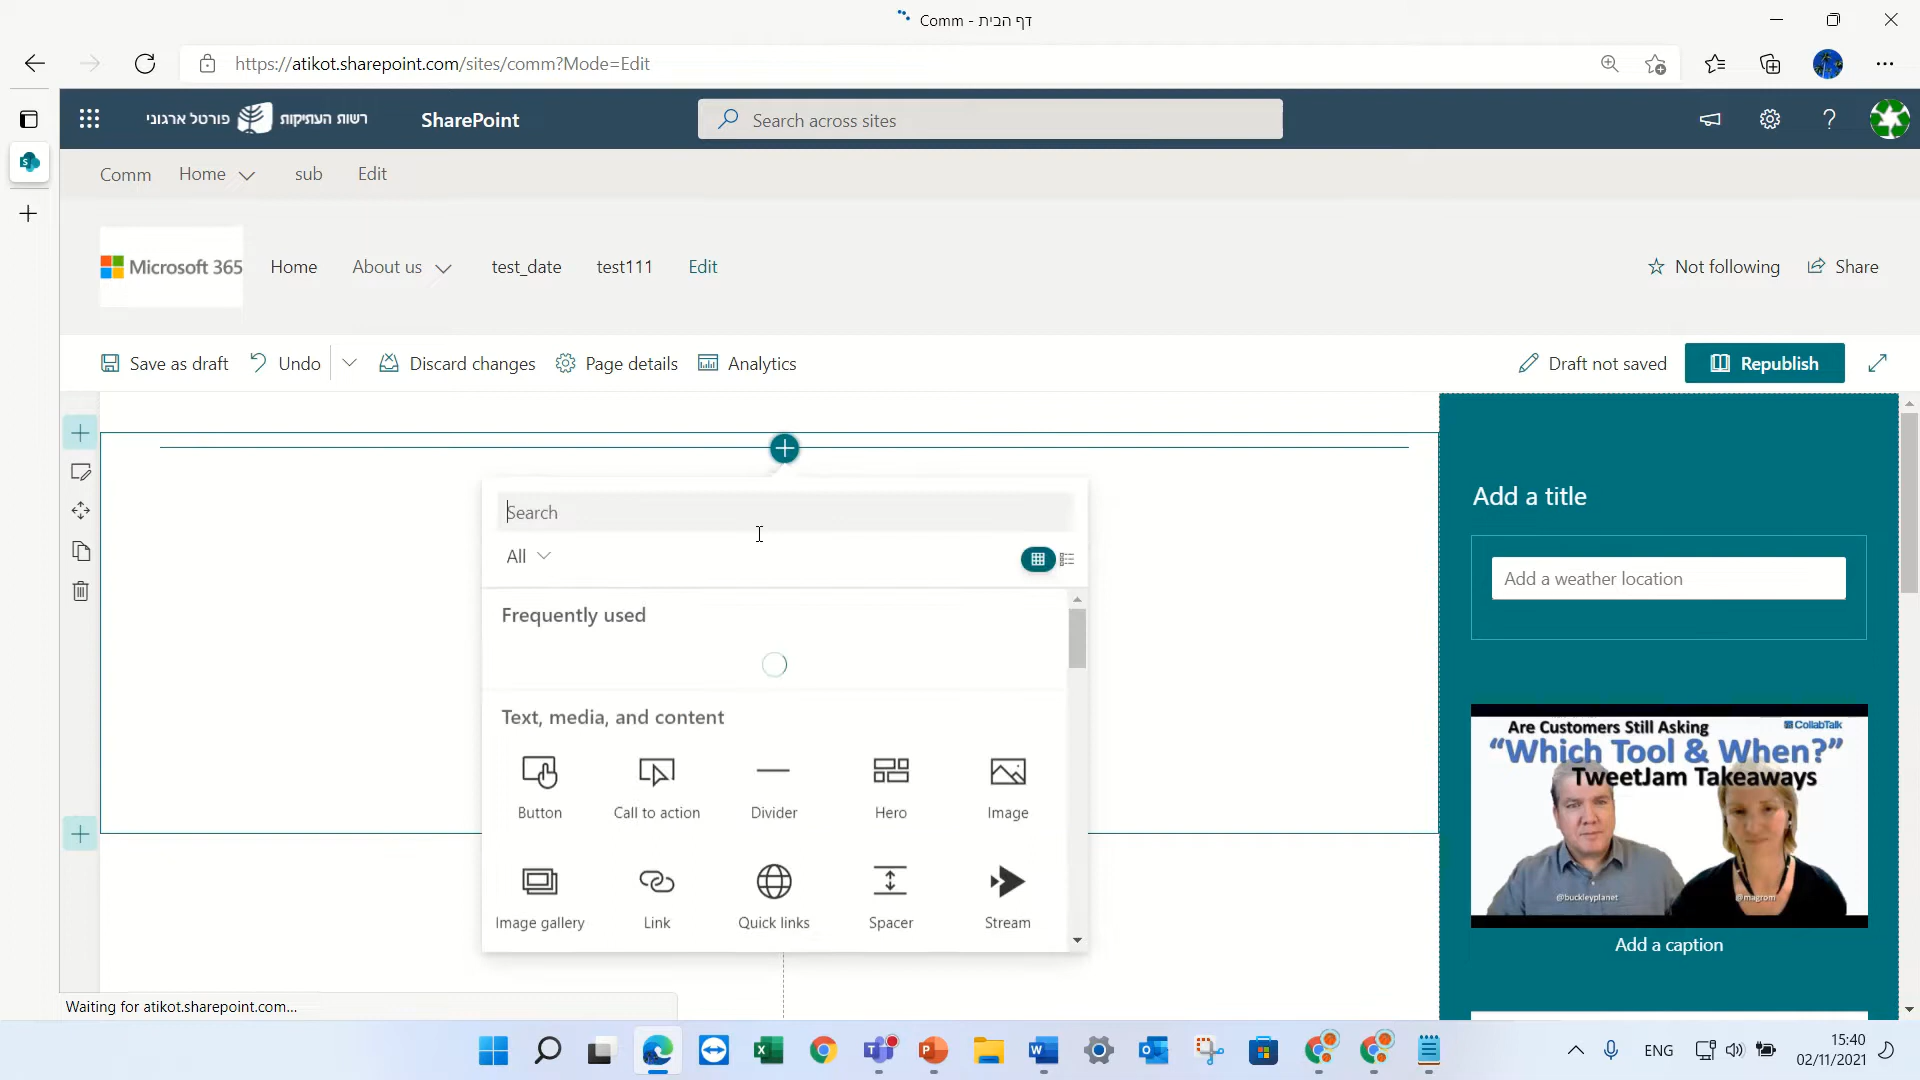 Comm - דף הבית
https://atikot.sharepoint.com/sites/comm?Mode=Edit
רשות העתיקות פורטל ארגוני
SharePoint
Search across sites
Comm
Home
sub
Edit
Microsoft 365
Home
About us
test_date
test111
Edit
Not following
Share
Save as draft
Undo
Discard changes
Page details
Analytics
Draft not saved
Republish
Search
All
Frequently used
Text, media, and content
Button
Call to action
Divider
Hero
Image
Image gallery
Link
Quick links
Spacer
Stream
Add a title
Add a weather location
Are Customers Still Asking
CollabTalk
“Which Tool & When?”
TweetJam Takeaways
@buckleyplanet
@magrom
Add a caption
Waiting for atikot.sharepoint.com...
ENG
15:40
02/11/2021